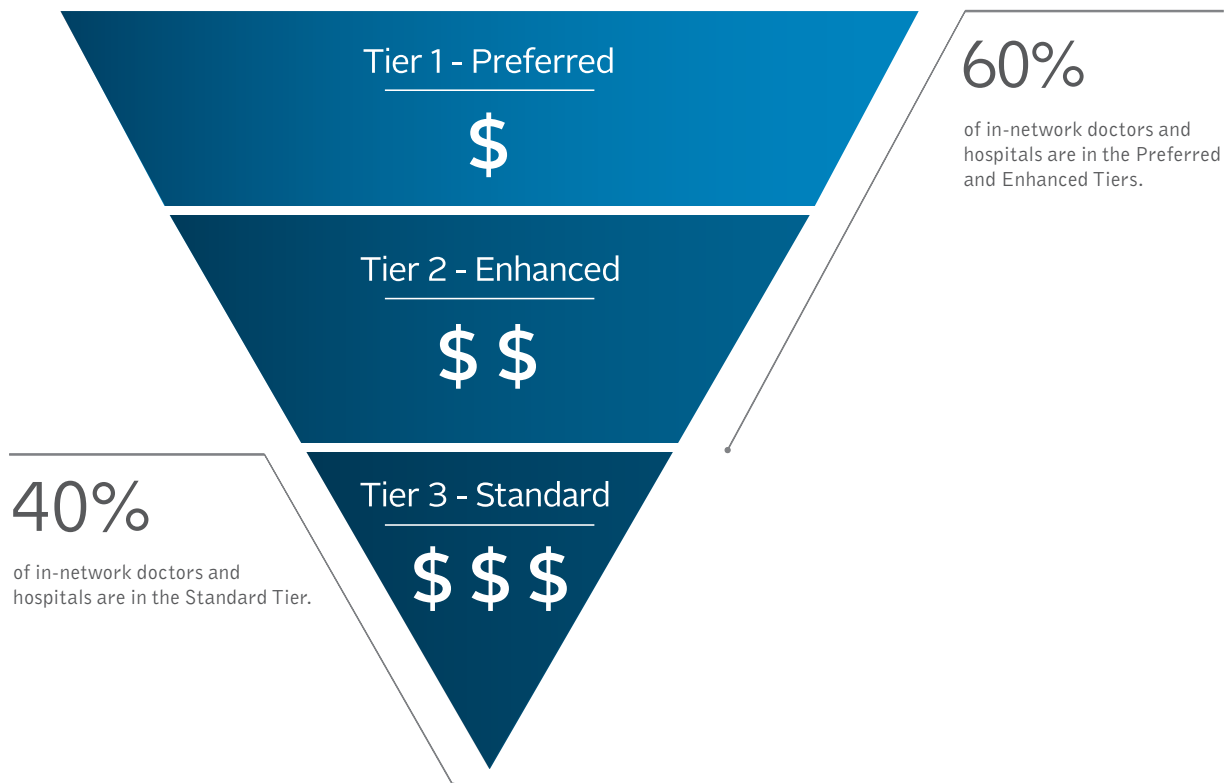 Tier 1 - Preferred
$
60%
of in-network doctors and
hospitals are in the Preferred
and Enhanced Tiers.
Tier 2 - Enhanced
$ $
Tier 3 - Standard
$ $ $
40%
of in-network doctors and
hospitals are in the Standard Tier.